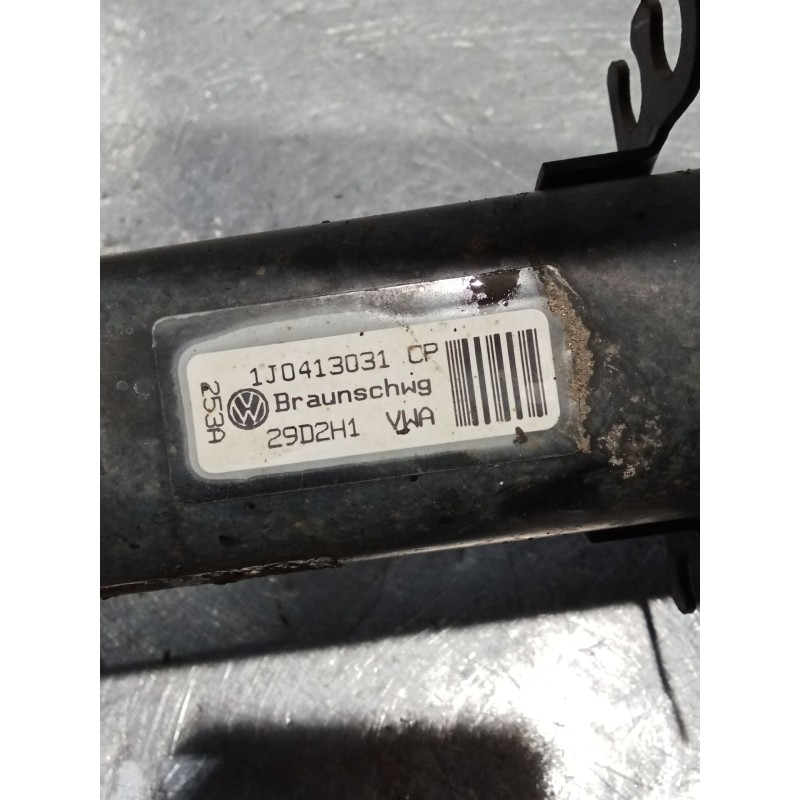 1J0413031 CP
Braunschwg
29D2H1 VWA
253A